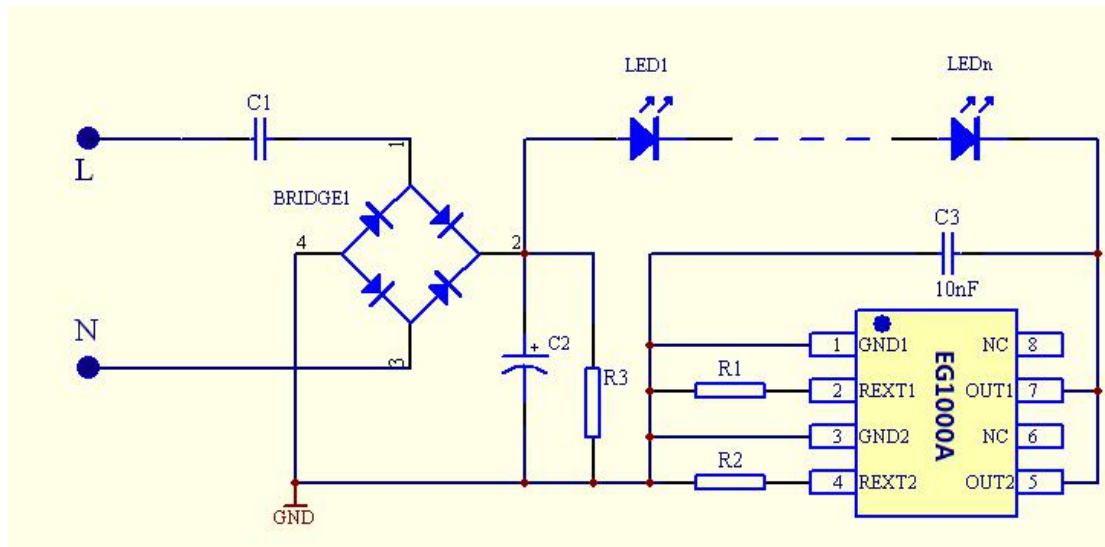 LED1
LEDn
C1
L
1
BRIDGE1
4
2
C3
10nF
N
3
C2
+
R3
R1
R2
GND
1 GND1 NC 8
2 REXT1 OUT1 7
3 GND2 NC 6
4 REXT2 OUT2 5
EG1000A